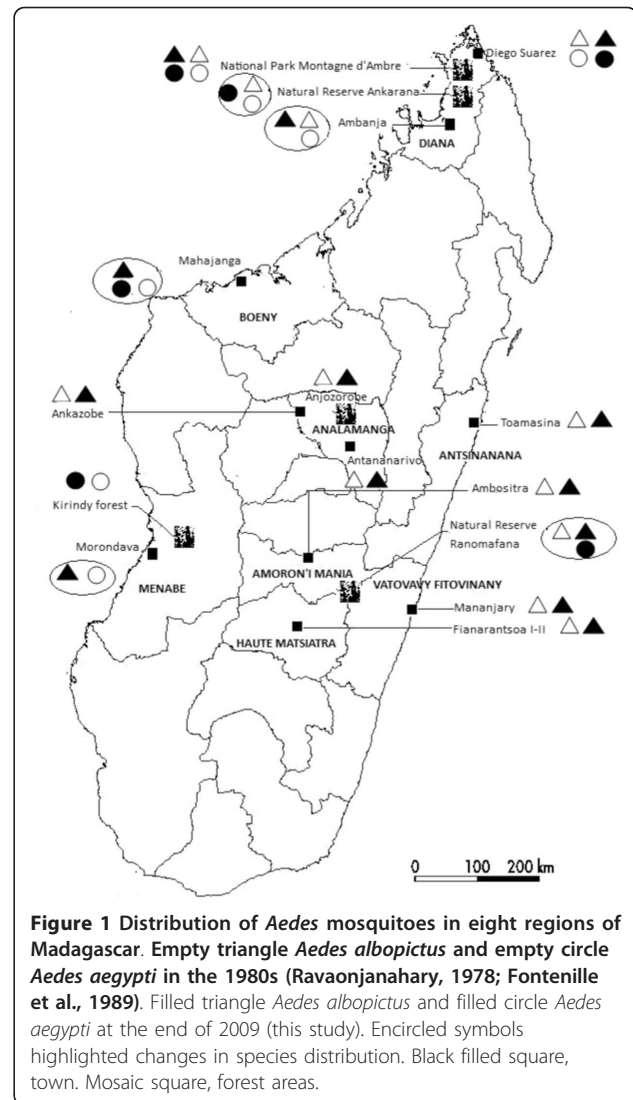 Diego Suarez
National Park Montagne d'Ambre
Natural Reserve Ankarana
Ambanja
DIANA
Mahajanga
BOENY
Anjozorobe
Ankazobe
ANALAMANGA
Toamasina
ANTSINANANA
Antananarivo
Ambositra
Kirindy forest
Natural Reserve
Ranomafana
Morondava
AMORON'I MANIA
VATOVAVY FITOVINANY
MENABE
Mananjary
HAUTE MATSIATRA
Fianarantsoa I-II
0 100 200 km
Figure 1 Distribution of Aedes mosquitoes in eight regions of
Madagascar. Empty triangle Aedes albopictus and empty circle
Aedes aegypti in the 1980s (Ravaonjanahary, 1978; Fontenille
et al., 1989). Filled triangle Aedes albopictus and filled circle Aedes
aegypti at the end of 2009 (this study). Encircled symbols
highlighted changes in species distribution. Black filled square,
town. Mosaic square, forest areas.